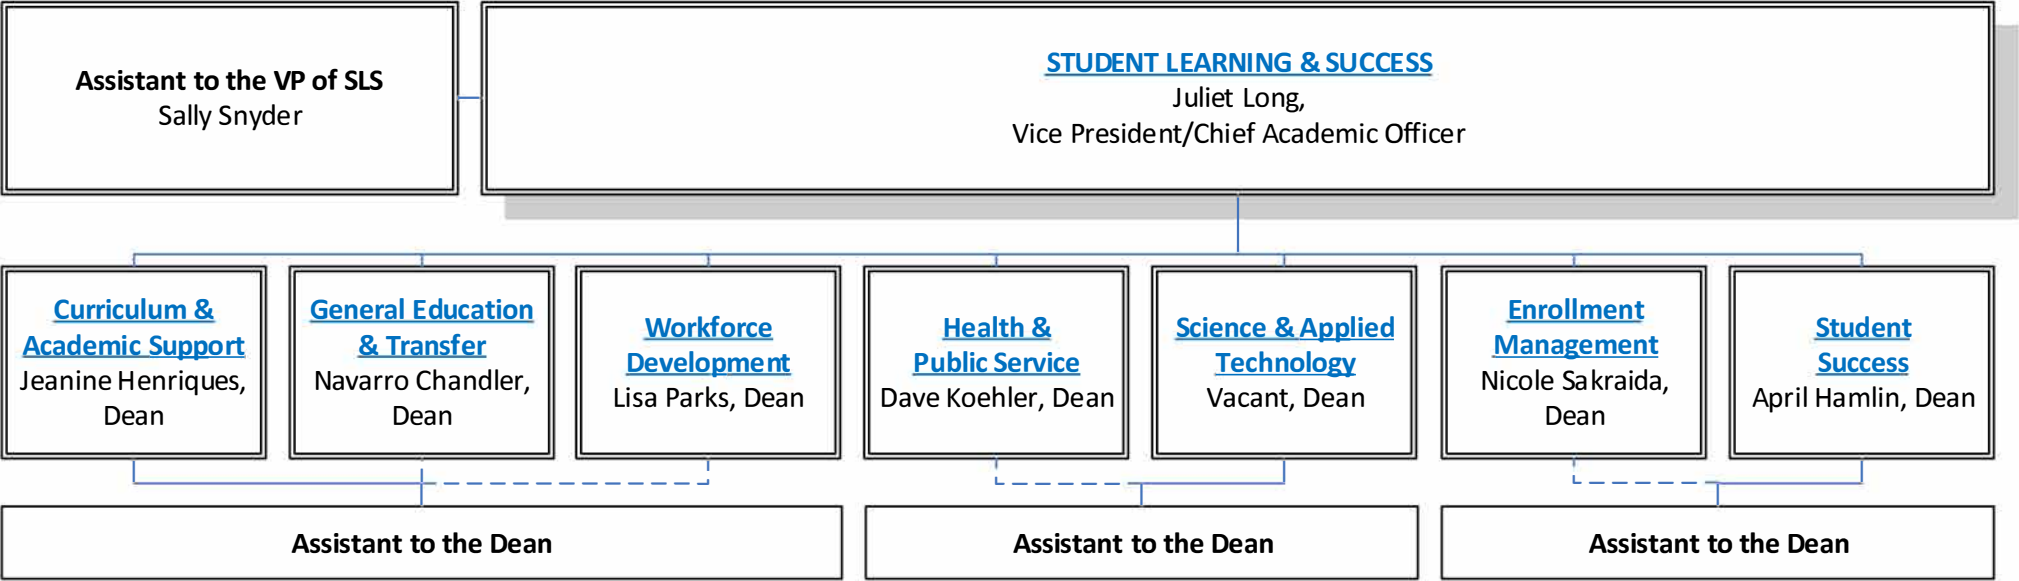 Assistant to the VP of SLS
Sally Snyder
STUDENT LEARNING & SUCCESS
Juliet Long,
Vice President/Chief Academic Officer
Curriculum &
Academic Support
Jeanine Henriques,
Dean
General Education
& Transfer
Navarro Chandler,
Dean
Workforce
Development
Lisa Parks, Dean
Health &
Public Service
Dave Koehler, Dean
Science & Applied
Technology
Vacant, Dean
Enrollment
Management
Nicole Sakraida,
Dean
Student
Success
April Hamlin, Dean
Assistant to the Dean
Assistant to the Dean
Assistant to the Dean